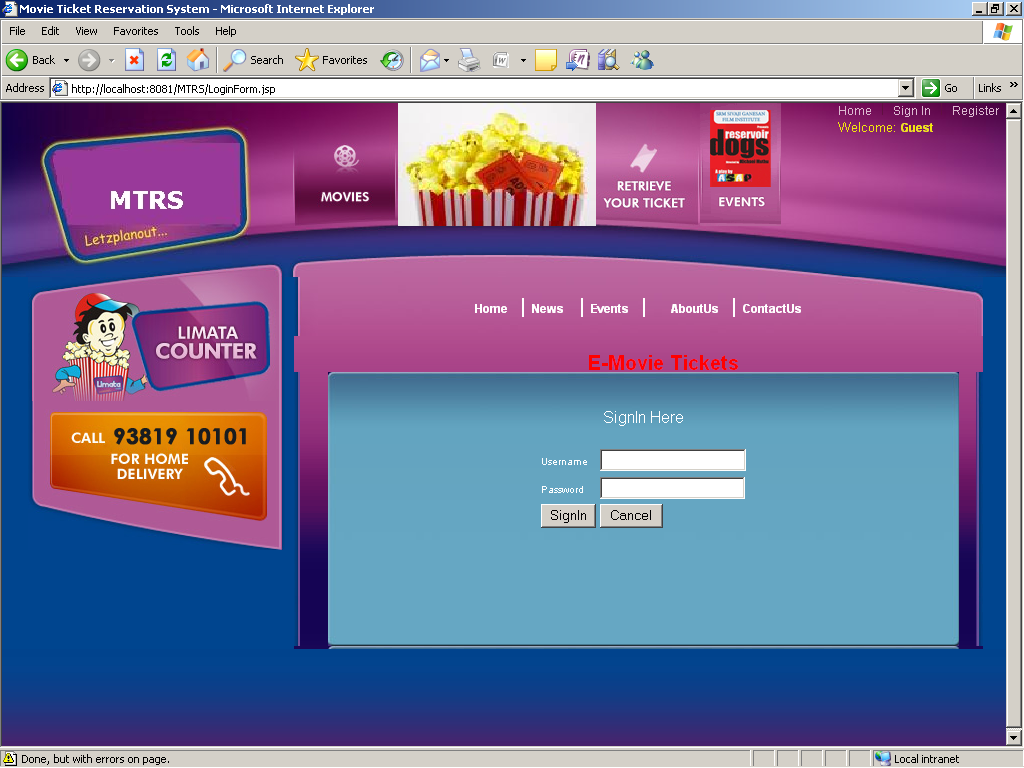 Movie Ticket Reservation System - Microsoft Internet Explorer
File Edit View Favorites Tools Help
Back Search Favorites
Address http://localhost:8081/MTRS/LoginForm.jsp Go Links »
Home Sign In Register
Welcome: Guest
MTRS
Letzplanout...
MOVIES
RETRIEVE
YOUR TICKET
reservoir
dogs
ASAP
EVENTS
LIMATA
COUNTER
Limata
CALL 93819 10101
FOR HOME
DELIVERY
Home News Events AboutUs ContactUs
E-Movie Tickets
SignIn Here
Username
Password
SignIn Cancel
Done, but with errors on page. Local intranet